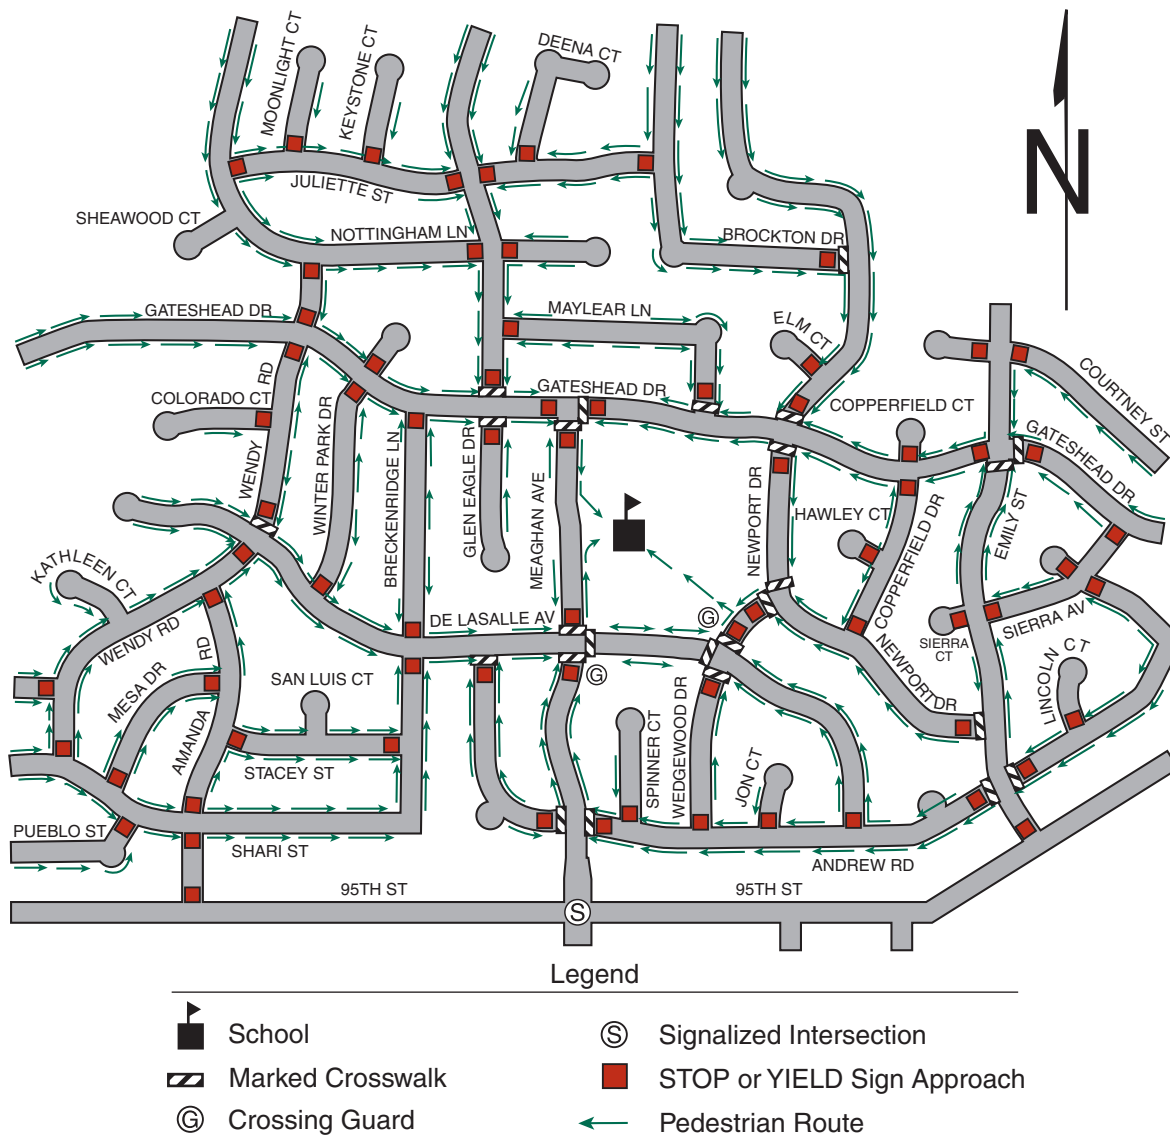 MOONLIGHT CT
KEYSTONE CT
DEENA CT
N
JULIETTE ST
SHEAWOOD CT
NOTTINGHAM LN
BROCKTON DR
GATESHEAD DR
MAYLEAR LN
ELM CT
COURTNEY ST
COLORADO CT
WENDY RD
WINTER PARK DR
BRECKENRIDGE LN
GATESHEAD DR
GLEN EAGLE DR
MEAGHAN AVE
COPPERFIELD CT
GATESHEAD DR
NEWPORT DR
HAWLEY CT
COPPERFIELD DR
EMILY ST
KATHLEEN CT
WENDY RD
DE LASALLE AV
G
SIERRA CT
SIERRA AV
MESA DR
AMANDA RD
SAN LUIS CT
G
NEWPORT DR
LINCOLN CT
STACEY ST
SPINNER CT
WEDGEWOOD DR
JON CT
PUEBLO ST
SHARI ST
ANDREW RD
95TH ST
S
95TH ST
Legend
School
S Signalized Intersection
Marked Crosswalk
STOP or YIELD Sign Approach
G Crossing Guard
Pedestrian Route